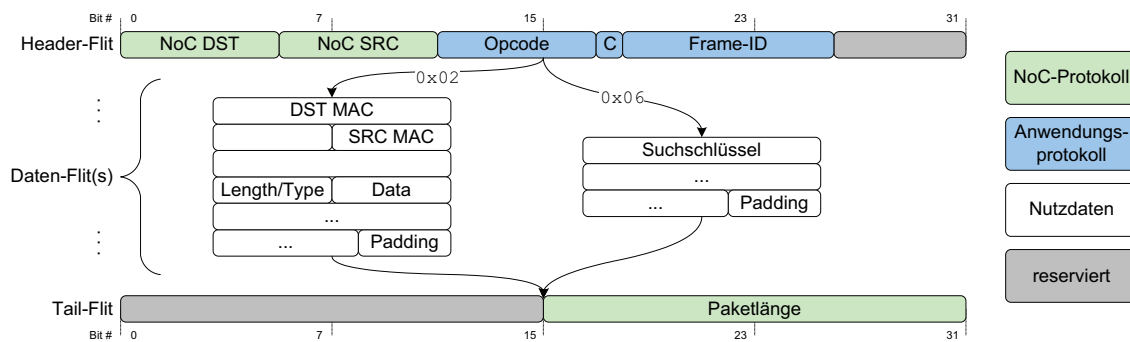 Bit # 0 7 15 23 31
Header-Flit NoC DST NoC SRC Opcode C Frame-ID
0x02 0x06
DST MAC
SRC MAC
Length/Type Data
...
... Padding
Suchschlüssel
...
... Padding
Daten-Flit(s)
Tail-Flit Paketlänge
Bit # 0 7 15 23 31
NoC-Protokoll
Anwendungs-
protokoll
Nutzdaten
reserviert